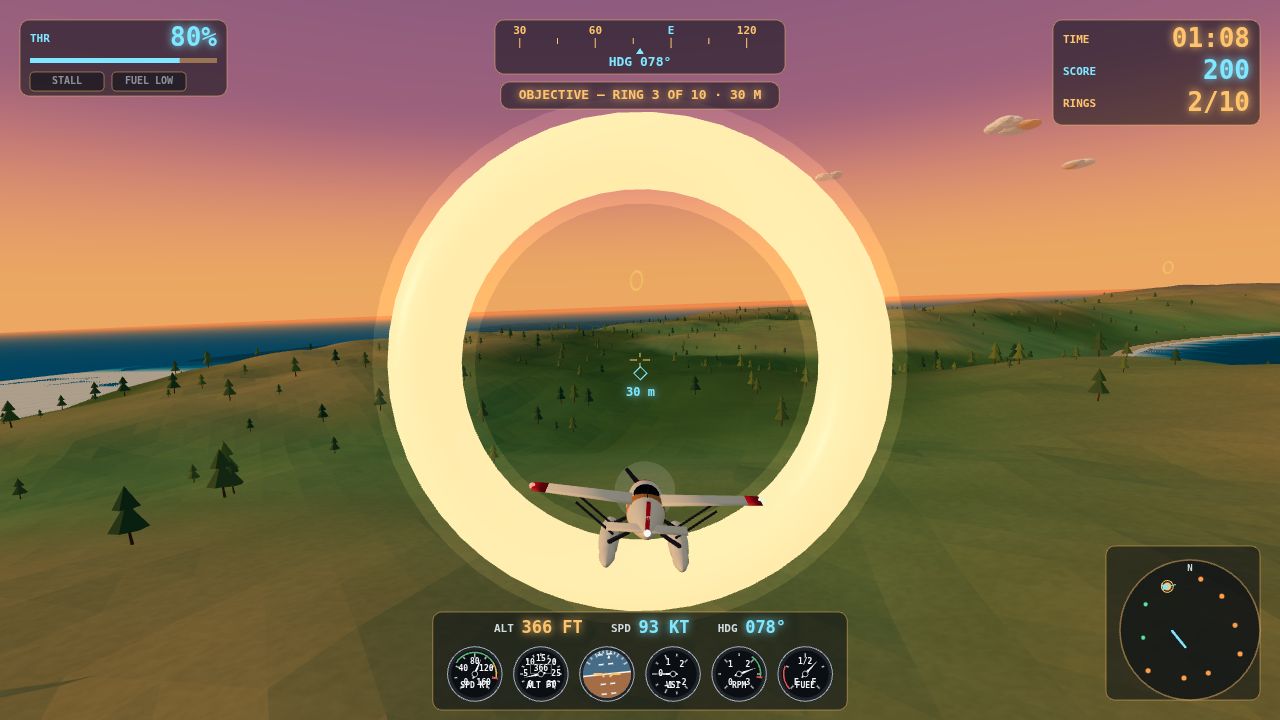 THR 80%
STALL FUEL LOW
30 60 E 120
HDG 078°
OBJECTIVE — RING 3 OF 10 · 30 M
TIME 01:08
SCORE 200
RINGS 2/10
30 m
ALT 366 FT SPD 93 KT HDG 078°
N